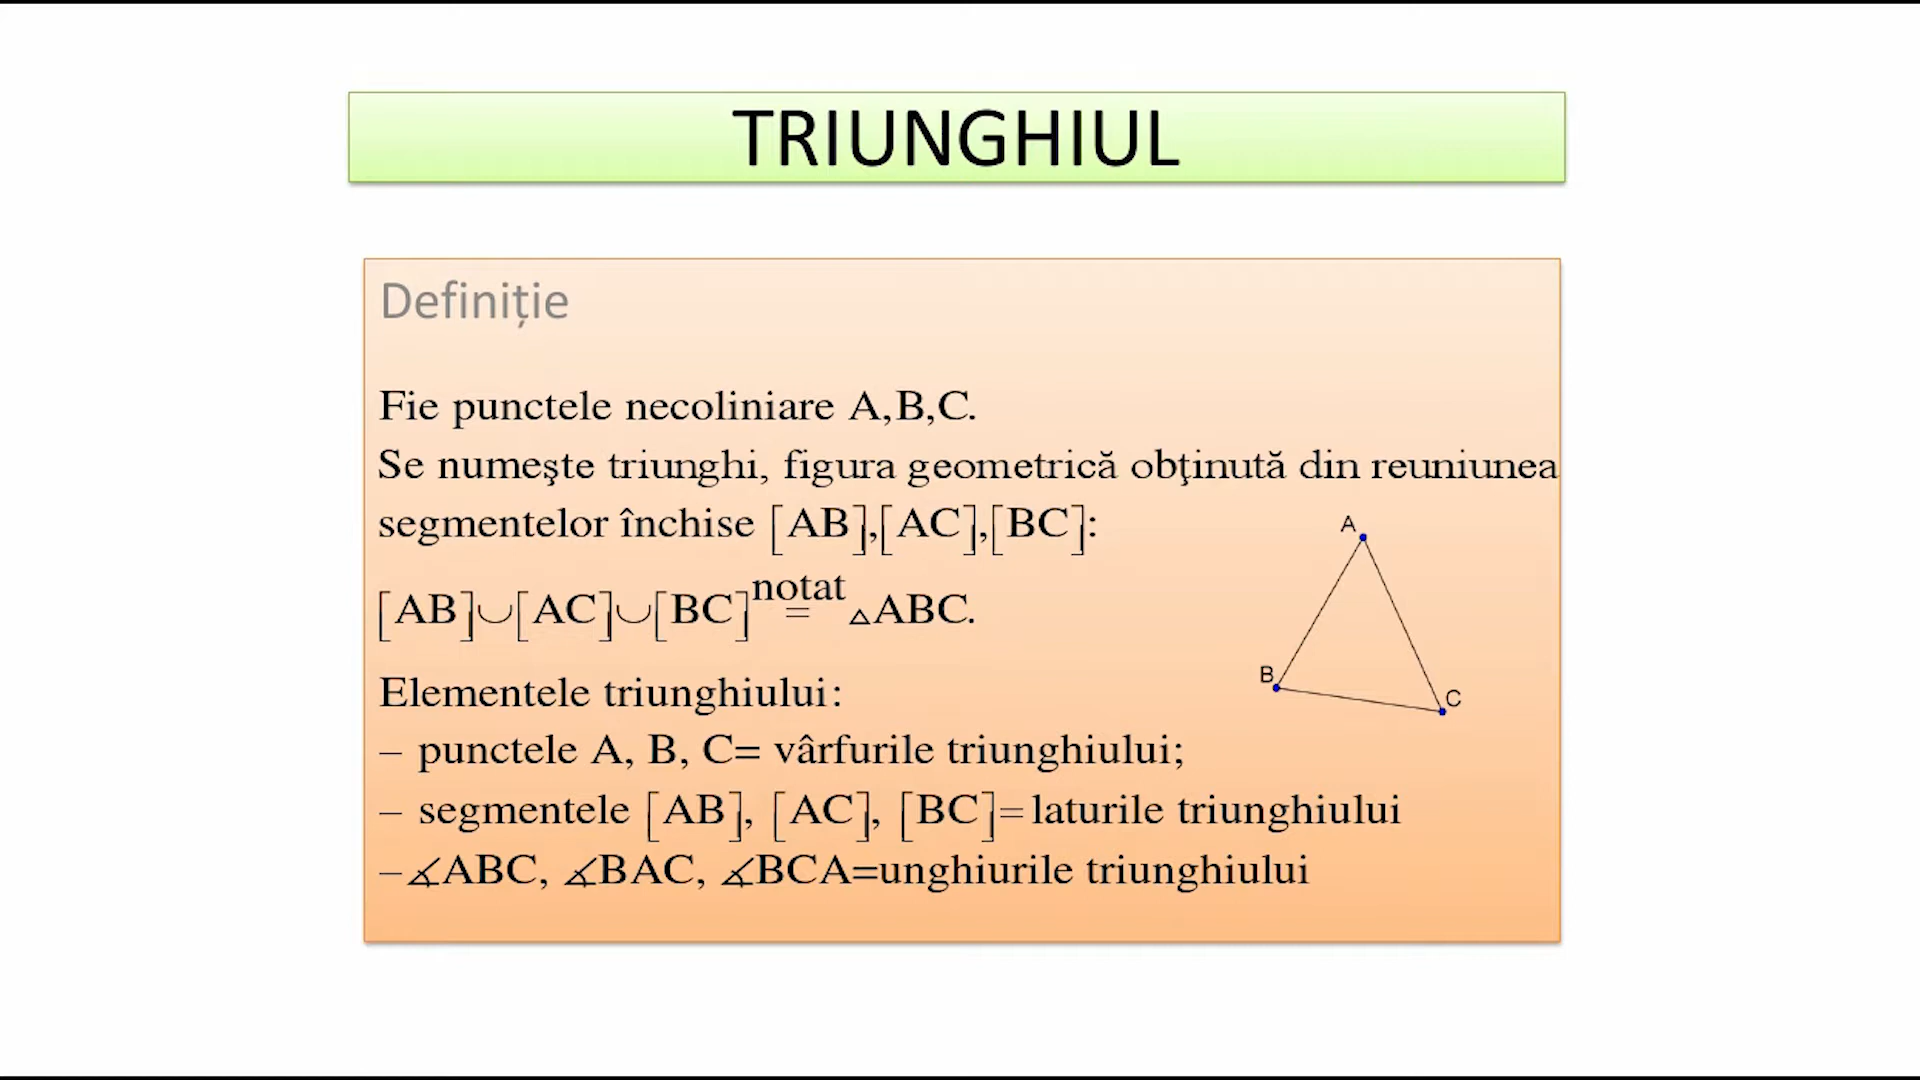 TRIUNGHIUL
Definiție
Fie punctele necoliniare A,B,C.
Se numeşte triunghi, figura geometrică obţinută din reuniunea
segmentelor închise [AB],[AC],[BC]:
[AB]∪[AC]∪[BC] notat = △ABC.
Elementele triunghiului:
– punctele A, B, C= vârfurile triunghiului;
– segmentele [AB], [AC], [BC]=laturile triunghiului
–∡ABC, ∡BAC, ∡BCA=unghiurile triunghiului
A
B
C